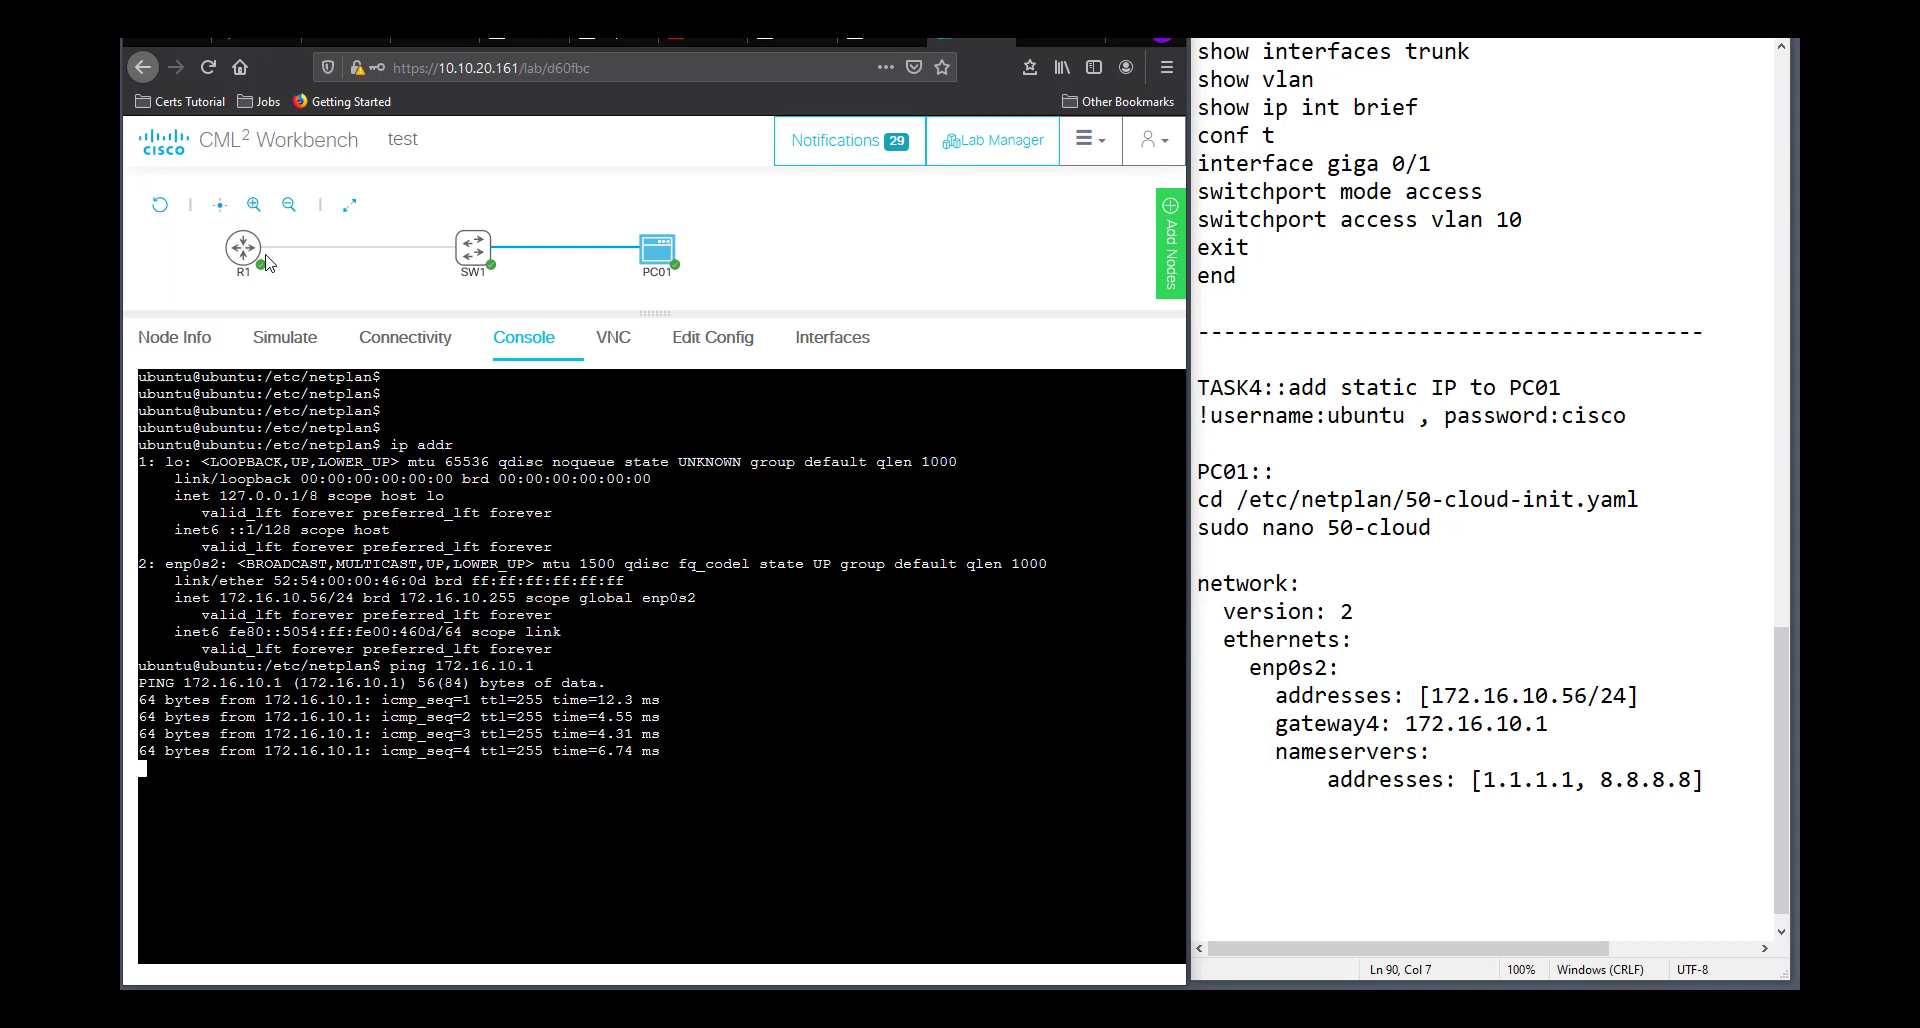 https://10.10.20.161/lab/d60fbc
Certs Tutorial Jobs Getting Started Other Bookmarks
CISCO CML2 Workbench test Notifications 29 Lab Manager
Add Nodes
R1 SW1 PC01
Node Info Simulate Connectivity Console VNC Edit Config Interfaces
ubuntu@ubuntu:/etc/netplan$
ubuntu@ubuntu:/etc/netplan$
ubuntu@ubuntu:/etc/netplan$
ubuntu@ubuntu:/etc/netplan$
ubuntu@ubuntu:/etc/netplan$ ip addr
1: lo: <LOOPBACK,UP,LOWER_UP> mtu 65536 qdisc noqueue state UNKNOWN group default qlen 1000
    link/loopback 00:00:00:00:00:00 brd 00:00:00:00:00:00
    inet 127.0.0.1/8 scope host lo
       valid_lft forever preferred_lft forever
    inet6 ::1/128 scope host
       valid_lft forever preferred_lft forever
2: enp0s2: <BROADCAST,MULTICAST,UP,LOWER_UP> mtu 1500 qdisc fq_codel state UP group default qlen 1000
    link/ether 52:54:00:00:46:0d brd ff:ff:ff:ff:ff:ff
    inet 172.16.10.56/24 brd 172.16.10.255 scope global enp0s2
       valid_lft forever preferred_lft forever
    inet6 fe80::5054:ff:fe00:460d/64 scope link
       valid_lft forever preferred_lft forever
ubuntu@ubuntu:/etc/netplan$ ping 172.16.10.1
PING 172.16.10.1 (172.16.10.1) 56(84) bytes of data.
64 bytes from 172.16.10.1: icmp_seq=1 ttl=255 time=12.3 ms
64 bytes from 172.16.10.1: icmp_seq=2 ttl=255 time=4.55 ms
64 bytes from 172.16.10.1: icmp_seq=3 ttl=255 time=4.31 ms
64 bytes from 172.16.10.1: icmp_seq=4 ttl=255 time=6.74 ms
show interfaces trunk
show vlan
show ip int brief
conf t
interface giga 0/1
switchport mode access
switchport access vlan 10
exit
end
---------------------------------------
TASK4::add static IP to PC01
!username:ubuntu , password:cisco
PC01::
cd /etc/netplan/50-cloud-init.yaml
sudo nano 50-cloud
network:
  version: 2
  ethernets:
    enp0s2:
      addresses: [172.16.10.56/24]
      gateway4: 172.16.10.1
      nameservers:
          addresses: [1.1.1.1, 8.8.8.8]
Ln 90, Col 7 100% Windows (CRLF) UTF-8